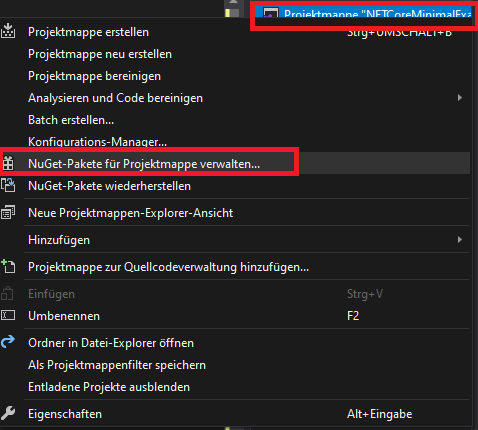 Projektmappe "NETCoreMinimalExa
Projektmappe erstellen Strg+UMSCHALT+B
Projektmappe neu erstellen
Projektmappe bereinigen
Analysieren und Code bereinigen
Batch erstellen...
Konfigurations-Manager...
NuGet-Pakete für Projektmappe verwalten...
NuGet-Pakete wiederherstellen
Neue Projektmappen-Explorer-Ansicht
Hinzufügen
Projektmappe zur Quellcodeverwaltung hinzufügen...
Einfügen Strg+V
Umbenennen F2
Ordner in Datei-Explorer öffnen
Als Projektmappenfilter speichern
Entladene Projekte ausblenden
Eigenschaften Alt+Eingabe